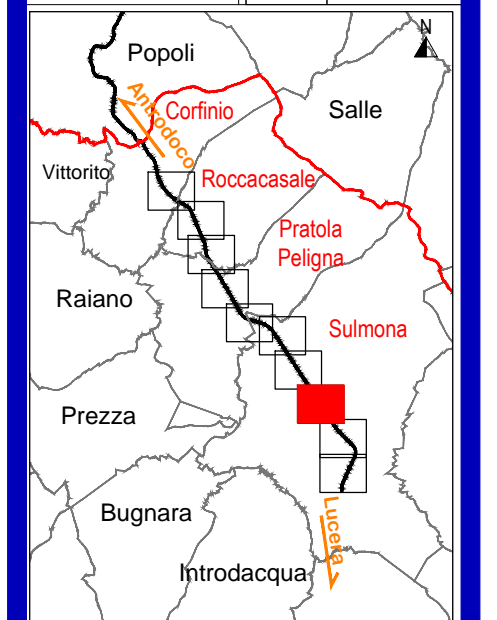 N
Popoli
Antrodoco
Corfinio
Salle
Vittorito
Roccacasale
Pratola
Peligna
Raiano
Sulmona
Prezza
Bugnara
Lucera
Introdacqua